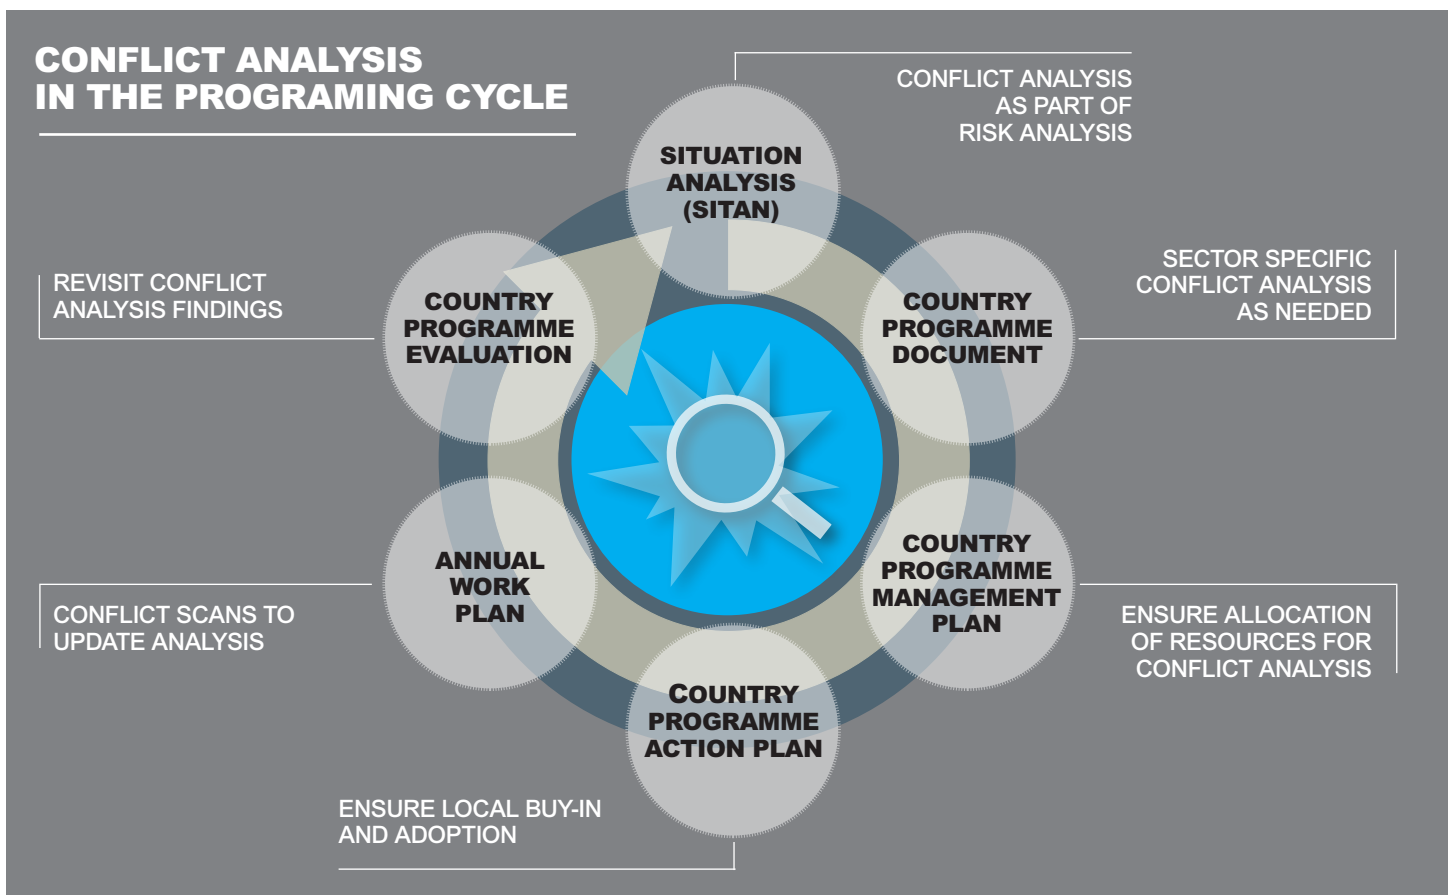 CONFLICT ANALYSIS
IN THE PROGRAMING CYCLE
CONFLICT ANALYSIS
AS PART OF
RISK ANALYSIS
SITUATION
ANALYSIS
(SITAN)
SECTOR SPECIFIC
CONFLICT ANALYSIS
AS NEEDED
COUNTRY
PROGRAMME
DOCUMENT
COUNTRY
PROGRAMME
MANAGEMENT
PLAN
ENSURE ALLOCATION
OF RESOURCES FOR
CONFLICT ANALYSIS
COUNTRY
PROGRAMME
ACTION PLAN
ENSURE LOCAL BUY-IN
AND ADOPTION
ANNUAL
WORK
PLAN
CONFLICT SCANS TO
UPDATE ANALYSIS
COUNTRY
PROGRAMME
EVALUATION
REVISIT CONFLICT
ANALYSIS FINDINGS